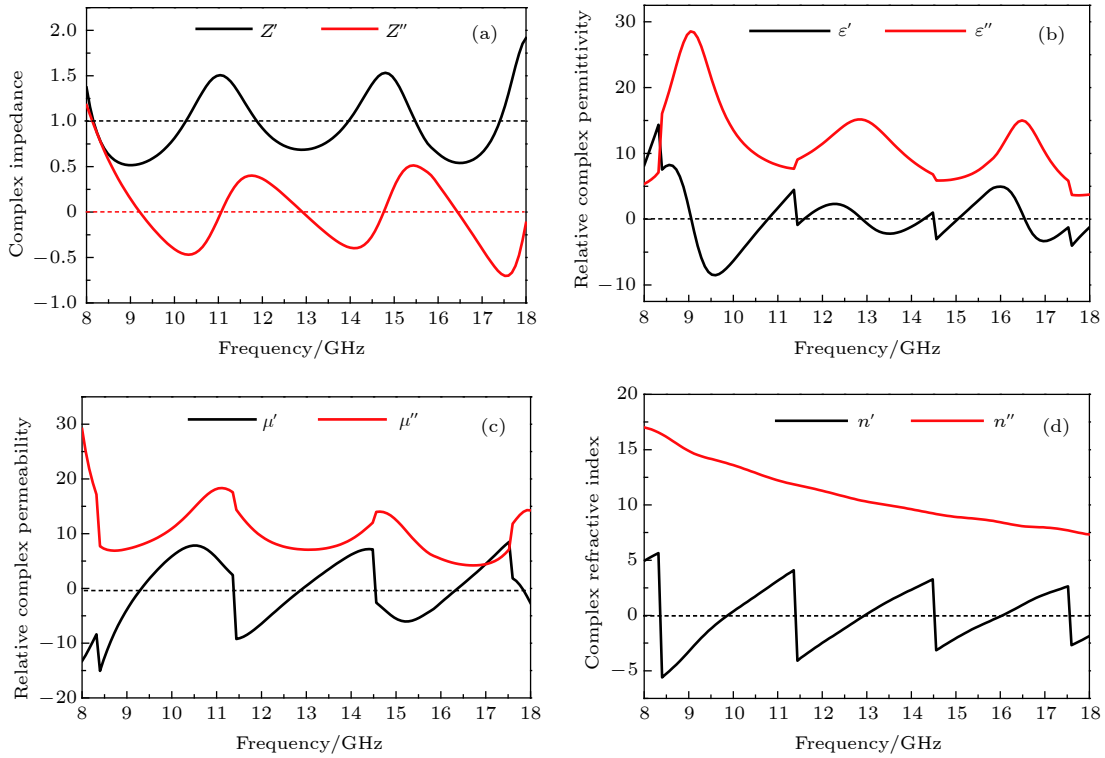 Z′ Z″ (a)
Complex impedance
2.0
1.5
1.0
0.5
0
−0.5
−1.0
8 9 10 11 12 13 14 15 16 17 18
Frequency/GHz
ε′ ε″ (b)
Relative complex permittivity
30
20
10
0
−10
8 9 10 11 12 13 14 15 16 17 18
Frequency/GHz
μ′ μ″ (c)
Relative complex permeability
30
20
10
0
−10
−20
8 9 10 11 12 13 14 15 16 17 18
Frequency/GHz
n′ n″ (d)
Complex refractive index
20
15
10
5
0
−5
8 9 10 11 12 13 14 15 16 17 18
Frequency/GHz